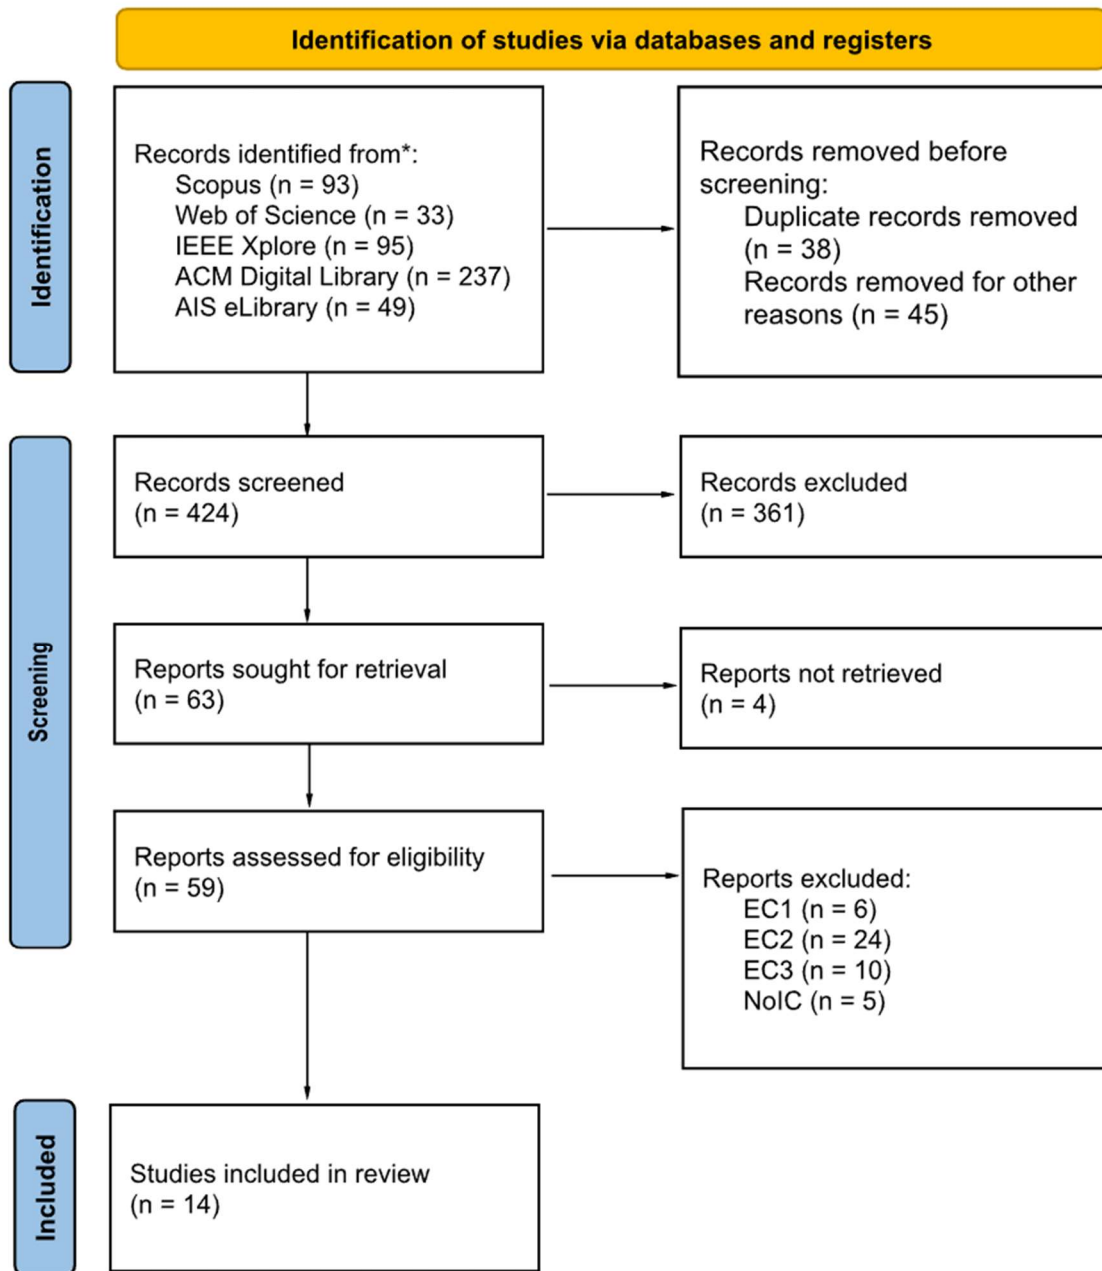 Identification of studies via databases and registers
Identification
Records identified from*:
Scopus (n = 93)
Web of Science (n = 33)
IEEE Xplore (n = 95)
ACM Digital Library (n = 237)
AIS eLibrary (n = 49)
Records removed before
screening:
Duplicate records removed
(n = 38)
Records removed for other
reasons (n = 45)
Screening
Records screened
(n = 424)
Records excluded
(n = 361)
Reports sought for retrieval
(n = 63)
Reports not retrieved
(n = 4)
Reports assessed for eligibility
(n = 59)
Reports excluded:
EC1 (n = 6)
EC2 (n = 24)
EC3 (n = 10)
NoIC (n = 5)
Included
Studies included in review
(n = 14)